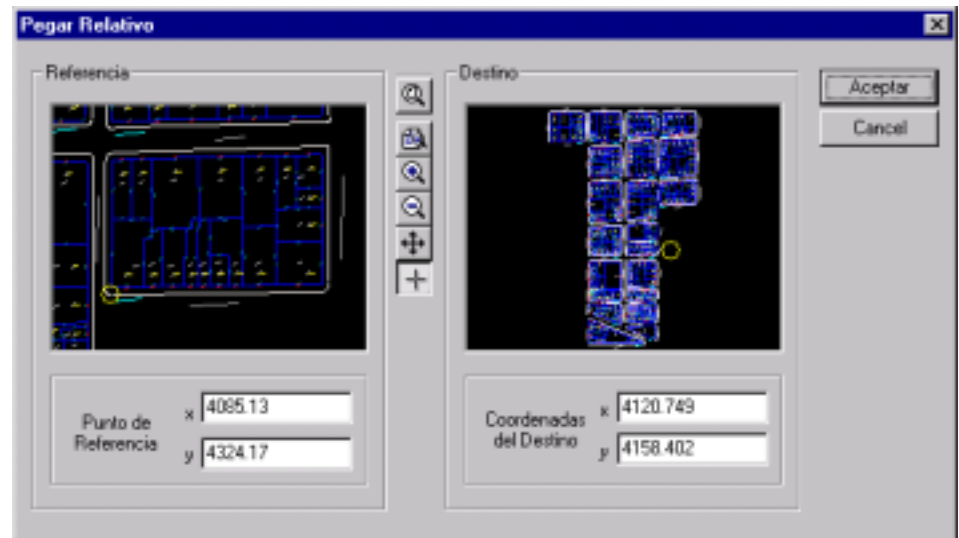 Pegar Relativo
Referencia
Destino
Aceptar
Cancel
Punto de
Referencia
x 4085.13
y 4324.17
Coordenadas
del Destino
x 4120.749
y 4158.402